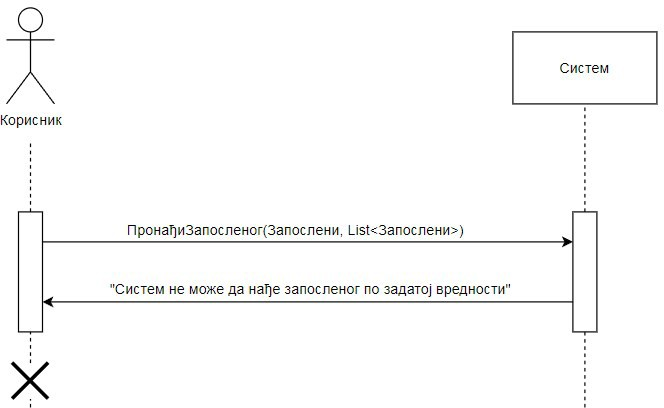 Систем
Корисник
ПронађиЗапосленог(Запослени, List<Запослени>)
"Систем не може да нађе запосленог по задатој вредности"